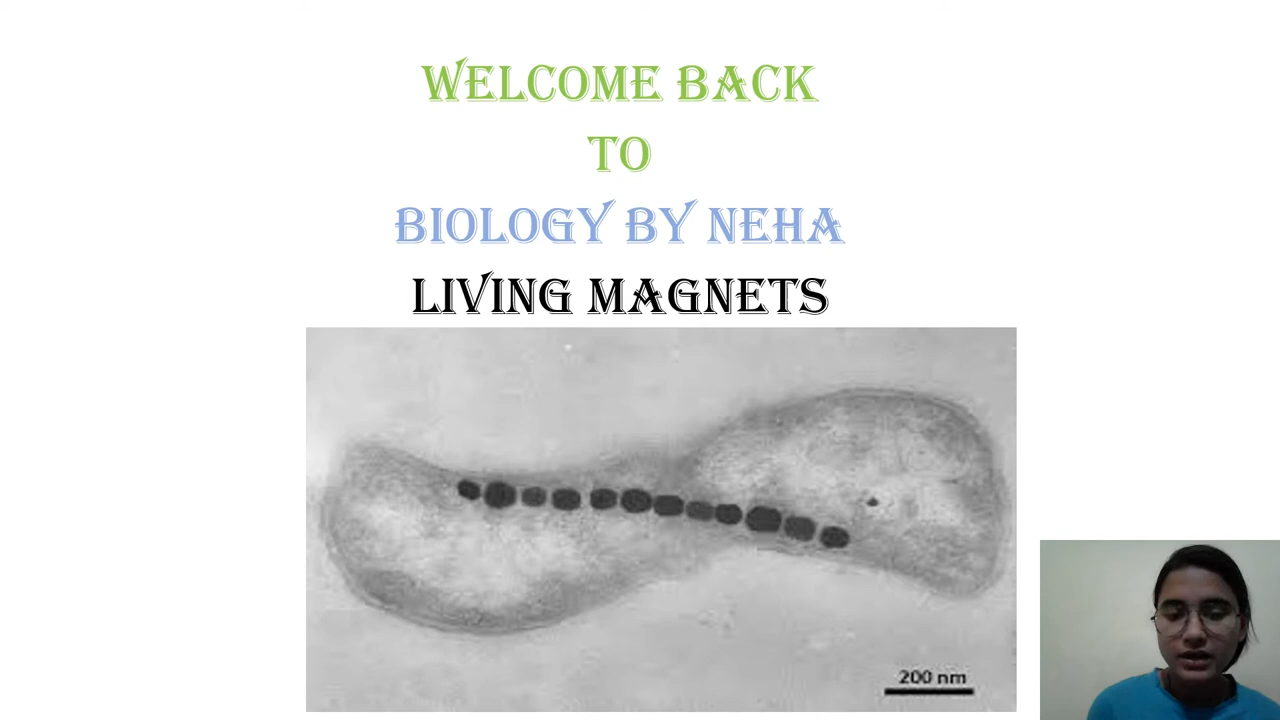 WELCOME BACK
TO
BIOLOGY BY NEHA
LIVING MAGNETS
200 nm